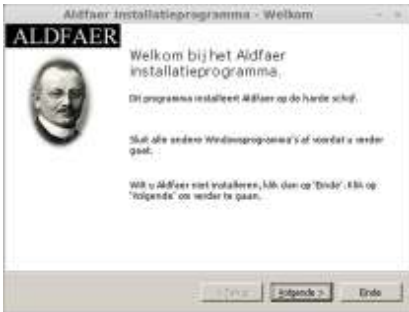 Aldfaer Installatieprogramma - Welkom
ALDFAER
Welkom bij het Aldfaer
installatieprogramma.
Dit programma installeert Aldfaer op de harde schijf.
Sluit alle andere Windowsprogramma's af voordat u verder
gaat.
Wilt u Aldfaer niet installeren, klik dan op 'Einde'. Klik op
'Volgende' om verder te gaan.
< Terug
Volgende >
Einde